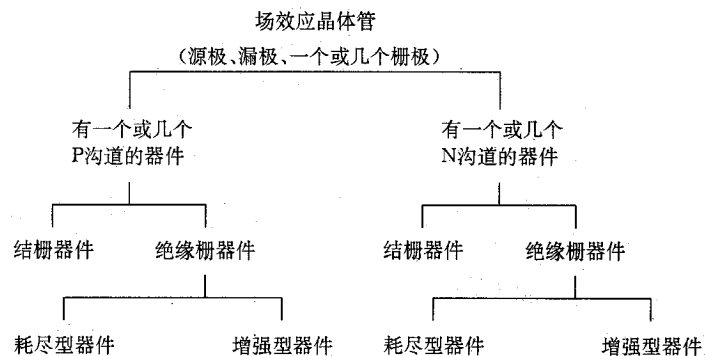 场效应晶体管
（源极、漏极、一个或几个栅极）
有一个或几个
P沟道的器件
有一个或几个
N沟道的器件
结栅器件
绝缘栅器件
结栅器件
绝缘栅器件
耗尽型器件
增强型器件
耗尽型器件
增强型器件